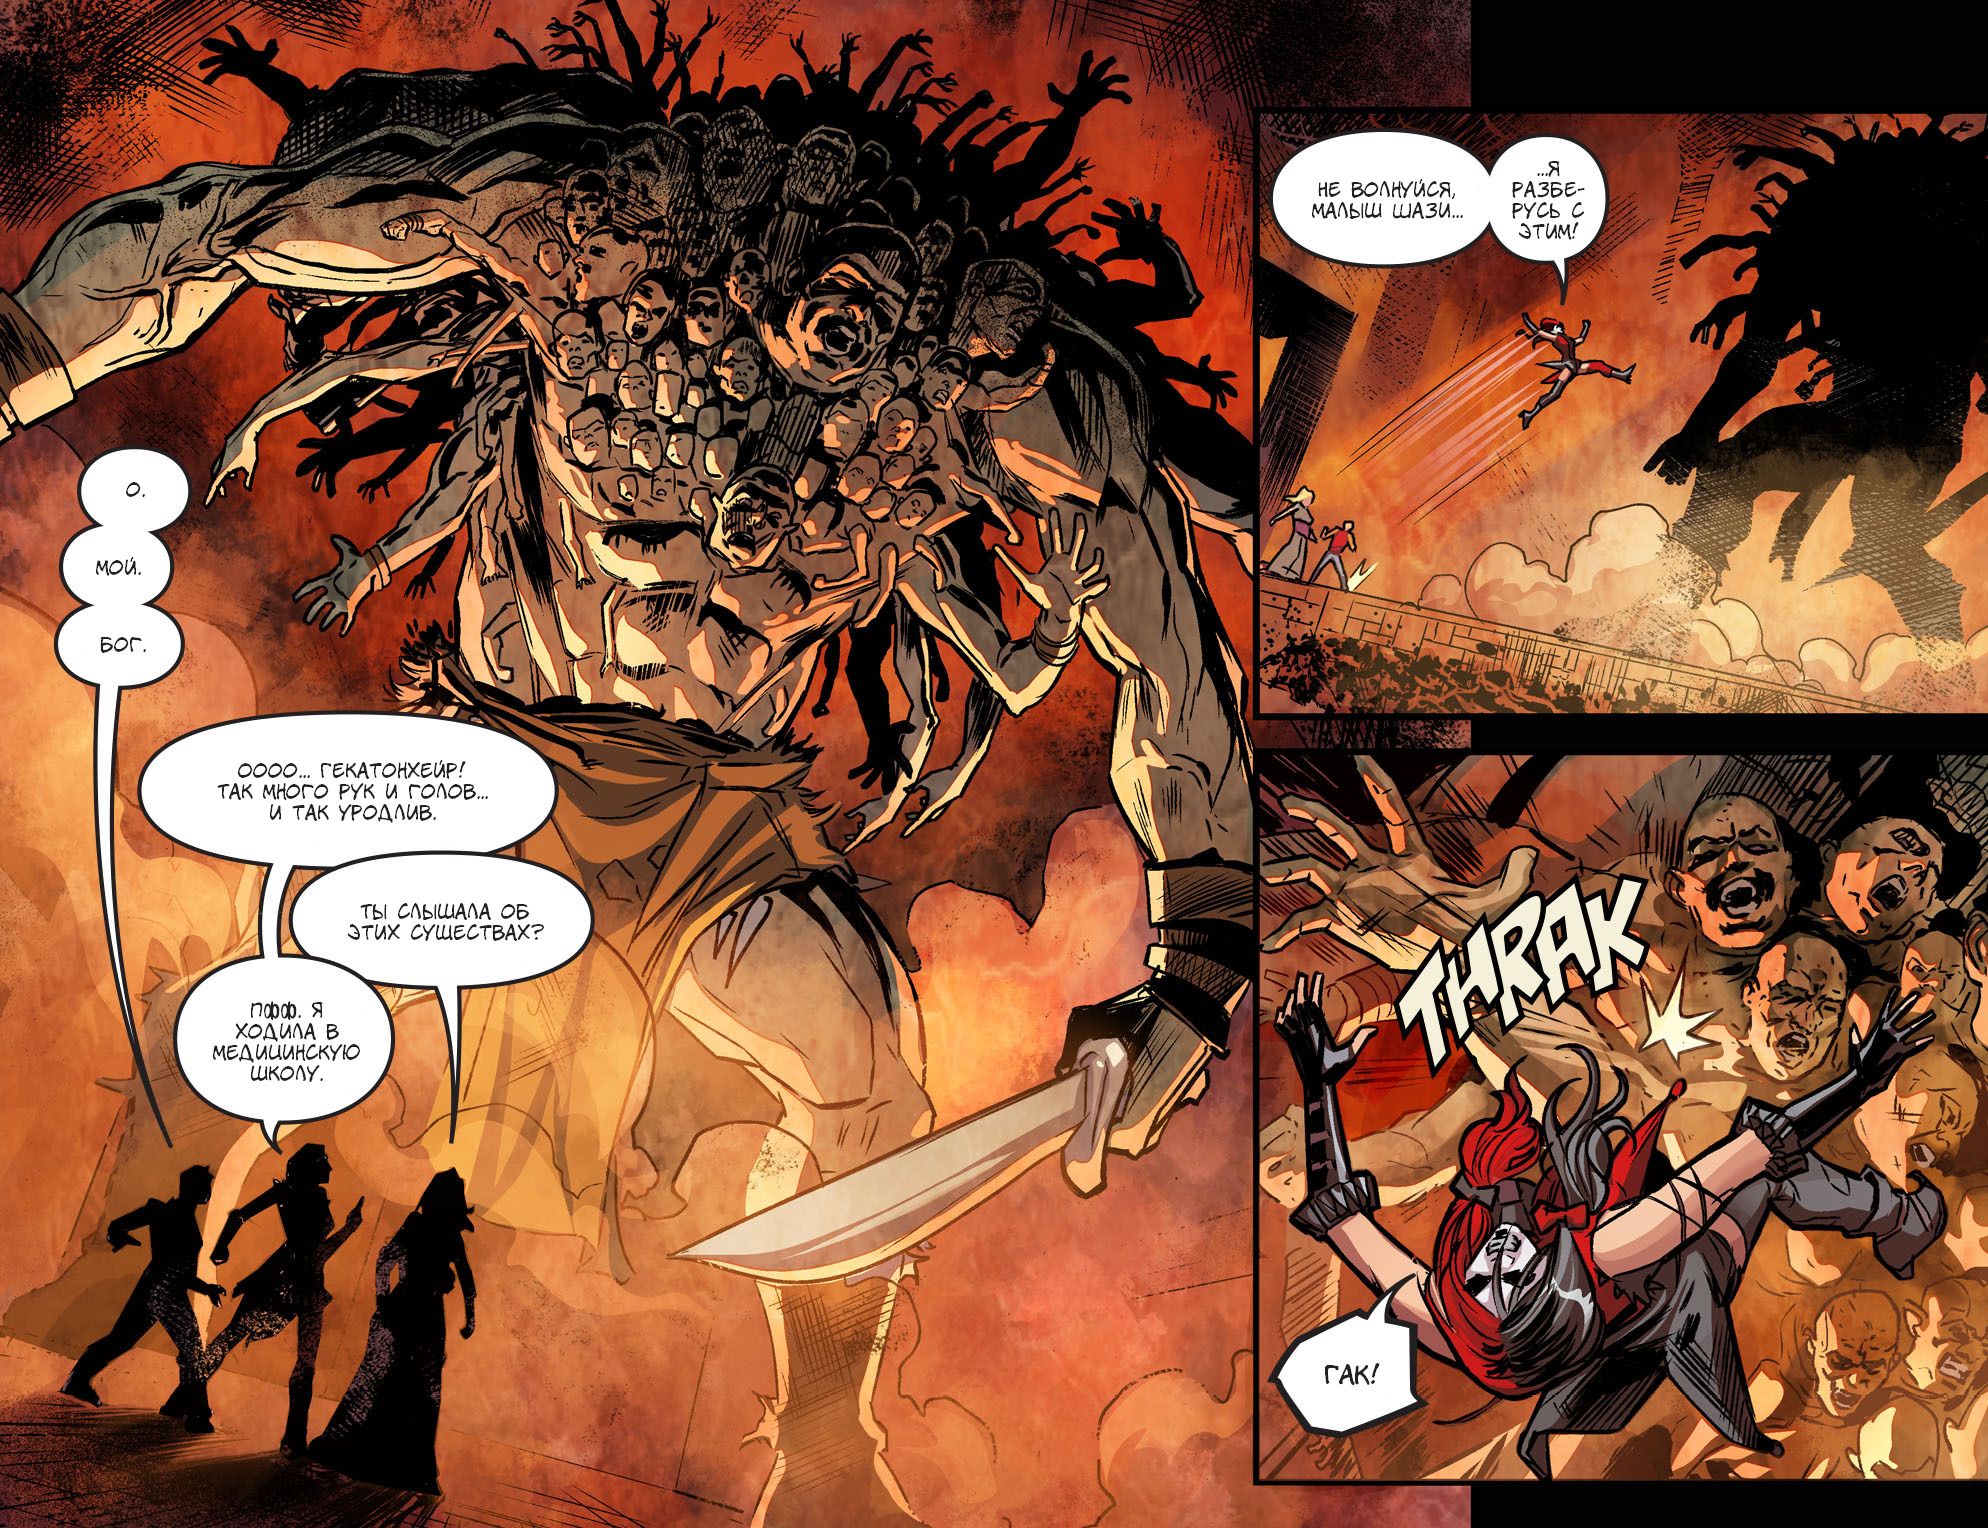 О.
МОЙ.
БОГ.
ОООО... ГЕКАТОНХЕЙР!
ТАК МНОГО РУК И ГОЛОВ...
И ТАК УРОДЛИВ.
ТЫ СЛЫШАЛА ОБ
ЭТИХ СУЩЕСТВАХ?
ПФФ. Я
ХОДИЛА В
МЕДИЦИНСКУЮ
ШКОЛУ.
НЕ ВОЛНУЙСЯ,
МАЛЫШ ШАЗИ...
...Я
РАЗБЕ-
РУСЬ С
ЭТИМ!
THRAK
ГАК!